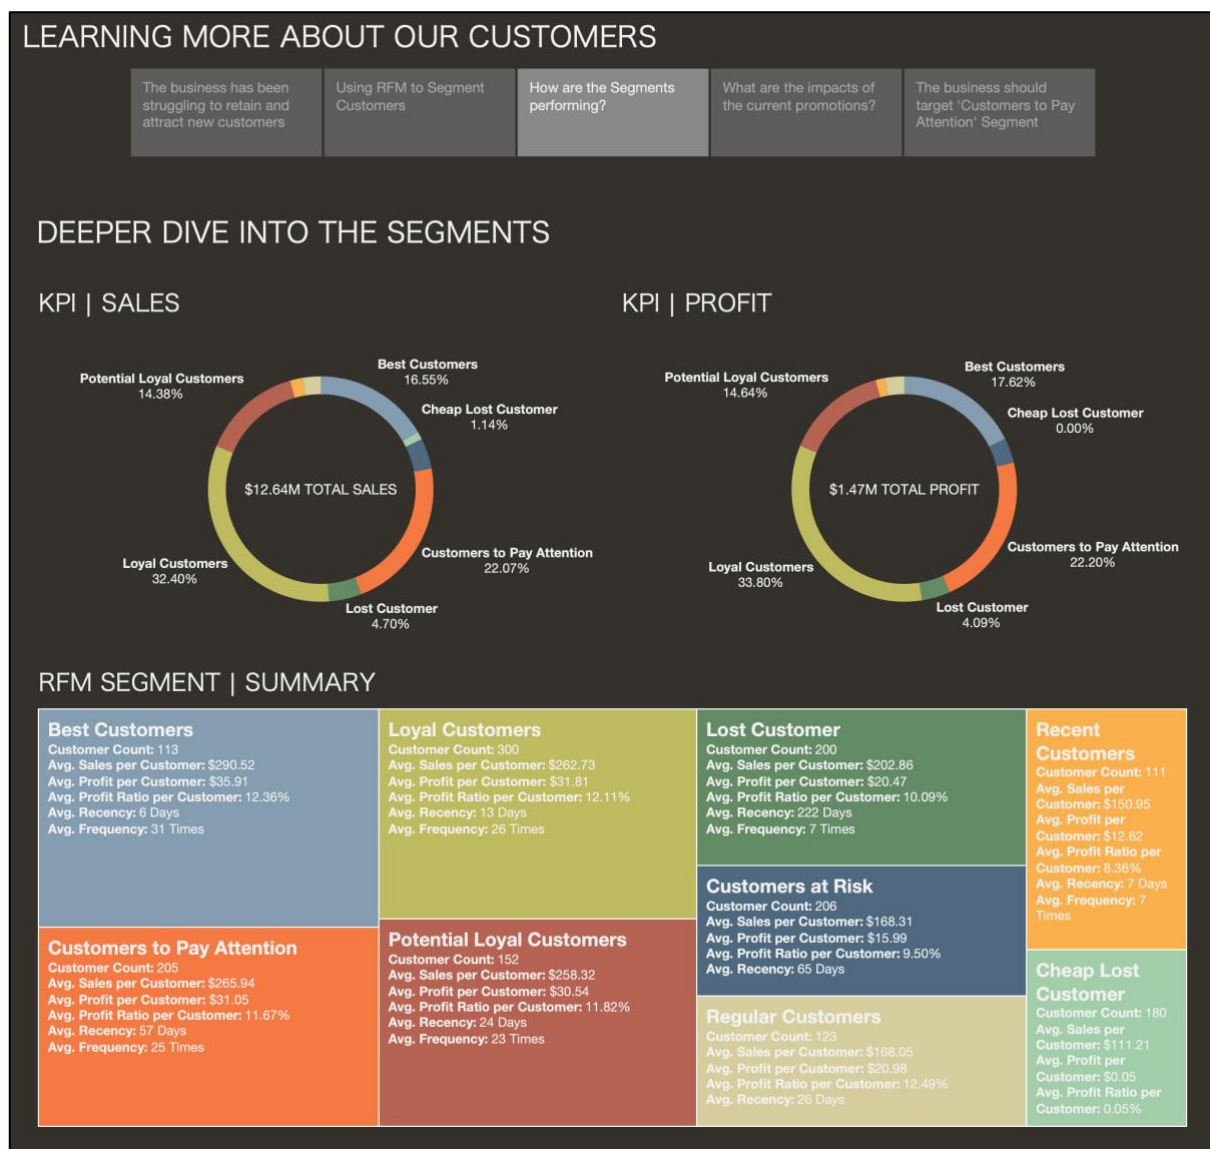 LEARNING MORE ABOUT OUR CUSTOMERS
The business has been
struggling to retain and
attract new customers
Using RFM to Segment
Customers
How are the Segments
performing?
What are the impacts of
the current promotions?
The business should
target 'Customers to Pay
Attention' Segment
DEEPER DIVE INTO THE SEGMENTS
KPI | SALES
Best Customers
16.55%
Potential Loyal Customers
14.38%
Cheap Lost Customer
1.14%
$12.64M TOTAL SALES
Customers to Pay Attention
22.07%
Loyal Customers
32.40%
Lost Customer
4.70%
KPI | PROFIT
Best Customers
17.62%
Potential Loyal Customers
14.64%
Cheap Lost Customer
0.00%
$1.47M TOTAL PROFIT
Customers to Pay Attention
22.20%
Loyal Customers
33.80%
Lost Customer
4.09%
RFM SEGMENT | SUMMARY
Best Customers
Customer Count: 113
Avg. Sales per Customer: $290.52
Avg. Profit per Customer: $35.91
Avg. Profit Ratio per Customer: 12.36%
Avg. Recency: 6 Days
Avg. Frequency: 31 Times
Customers to Pay Attention
Customer Count: 205
Avg. Sales per Customer: $265.94
Avg. Profit per Customer: $31.05
Avg. Profit Ratio per Customer: 11.67%
Avg. Recency: 57 Days
Avg. Frequency: 25 Times
Loyal Customers
Customer Count: 300
Avg. Sales per Customer: $262.73
Avg. Profit per Customer: $31.81
Avg. Profit Ratio per Customer: 12.11%
Avg. Recency: 13 Days
Avg. Frequency: 26 Times
Potential Loyal Customers
Customer Count: 152
Avg. Sales per Customer: $258.32
Avg. Profit per Customer: $30.54
Avg. Profit Ratio per Customer: 11.82%
Avg. Recency: 24 Days
Avg. Frequency: 23 Times
Lost Customer
Customer Count: 200
Avg. Sales per Customer: $202.86
Avg. Profit per Customer: $20.47
Avg. Profit Ratio per Customer: 10.09%
Avg. Recency: 222 Days
Avg. Frequency: 7 Times
Customers at Risk
Customer Count: 206
Avg. Sales per Customer: $168.31
Avg. Profit per Customer: $15.99
Avg. Profit Ratio per Customer: 9.50%
Avg. Recency: 65 Days
Regular Customers
Customer Count: 123
Avg. Sales per Customer: $168.05
Avg. Profit per Customer: $20.98
Avg. Profit Ratio per Customer: 12.49%
Avg. Recency: 26 Days
Recent
Customers
Customer Count: 111
Avg. Sales per
Customer: $150.95
Avg. Profit per
Customer: $12.62
Avg. Profit Ratio per
Customer: 8.36%
Avg. Recency: 7 Days
Avg. Frequency: 7
Times
Cheap Lost
Customer
Customer Count: 180
Avg. Sales per
Customer: $111.21
Avg. Profit per
Customer: $0.05
Avg. Profit Ratio per
Customer: 0.05%